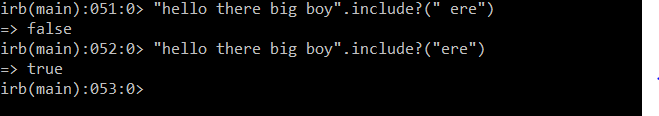 irb(main):051:0> "hello there big boy".include?(" ere")
=> false
irb(main):052:0> "hello there big boy".include?("ere")
=> true
irb(main):053:0>